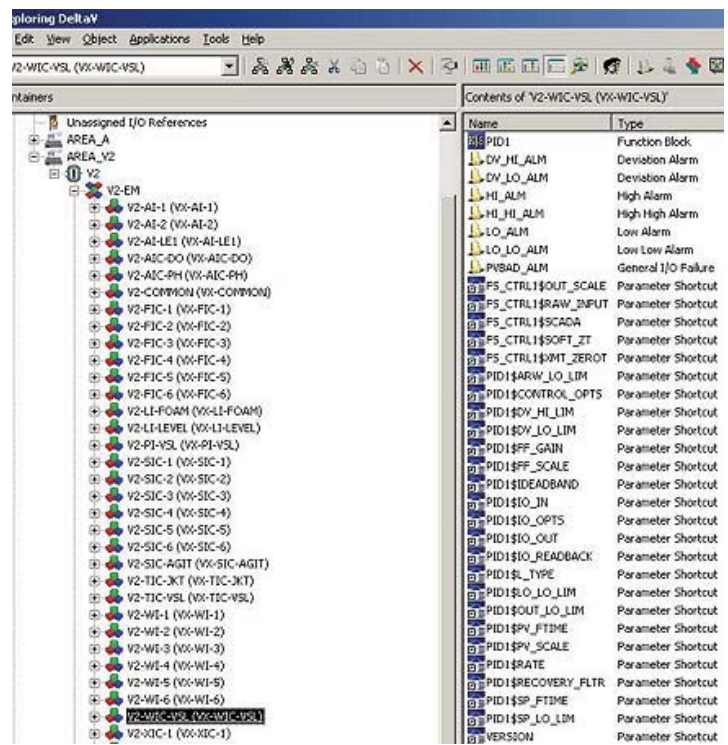 ploring DeltaV
Edit View Object Applications Tools Help
V2-WIC-VSL (VX-WIC-VSL)
ntainers
Unassigned I/O References
AREA_A
AREA_V2
V2
V2-EM
V2-AI-1 (VX-AI-1)
V2-AI-2 (VX-AI-2)
V2-AI-LE1 (VX-AI-LE1)
V2-AIC-DO (VX-AIC-DO)
V2-AIC-PH (VX-AIC-PH)
V2-COMMON (VX-COMMON)
V2-FIC-1 (VX-FIC-1)
V2-FIC-2 (VX-FIC-2)
V2-FIC-3 (VX-FIC-3)
V2-FIC-4 (VX-FIC-4)
V2-FIC-5 (VX-FIC-5)
V2-FIC-6 (VX-FIC-6)
V2-LI-FOAM (VX-LI-FOAM)
V2-LI-LEVEL (VX-LI-LEVEL)
V2-PI-VSL (VX-PI-VSL)
V2-SIC-1 (VX-SIC-1)
V2-SIC-2 (VX-SIC-2)
V2-SIC-3 (VX-SIC-3)
V2-SIC-4 (VX-SIC-4)
V2-SIC-5 (VX-SIC-5)
V2-SIC-6 (VX-SIC-6)
V2-SIC-AGIT (VX-SIC-AGIT)
V2-TIC-JKT (VX-TIC-JKT)
V2-TIC-VSL (VX-TIC-VSL)
V2-WI-1 (VX-WI-1)
V2-WI-2 (VX-WI-2)
V2-WI-3 (VX-WI-3)
V2-WI-4 (VX-WI-4)
V2-WI-5 (VX-WI-5)
V2-WI-6 (VX-WI-6)
V2-WIC-VSL (VX-WIC-VSL)
V2-XIC-1 (VX-XIC-1)
Contents of 'V2-WIC-VSL (VX-WIC-VSL)'
Name Type
PID1 Function Block
DV_HI_ALM Deviation Alarm
DV_LO_ALM Deviation Alarm
HI_ALM High Alarm
HI_HI_ALM High High Alarm
LO_ALM Low Alarm
LO_LO_ALM Low Low Alarm
PVBAD_ALM General I/O Failure
FS_CTRL1$OUT_SCALE Parameter Shortcut
FS_CTRL1$RAW_INPUT Parameter Shortcut
FS_CTRL1$SCADA Parameter Shortcut
FS_CTRL1$SOFT_ZT Parameter Shortcut
FS_CTRL1$XMT_ZEROT Parameter Shortcut
PID1$ARW_LO_LIM Parameter Shortcut
PID1$CONTROL_OPTS Parameter Shortcut
PID1$DV_HI_LIM Parameter Shortcut
PID1$DV_LO_LIM Parameter Shortcut
PID1$FF_GAIN Parameter Shortcut
PID1$FF_SCALE Parameter Shortcut
PID1$IDEADBAND Parameter Shortcut
PID1$IO_IN Parameter Shortcut
PID1$IO_OPTS Parameter Shortcut
PID1$IO_OUT Parameter Shortcut
PID1$IO_READBACK Parameter Shortcut
PID1$L_TYPE Parameter Shortcut
PID1$LO_LO_LIM Parameter Shortcut
PID1$OUT_LO_LIM Parameter Shortcut
PID1$PV_FTIME Parameter Shortcut
PID1$PV_SCALE Parameter Shortcut
PID1$RATE Parameter Shortcut
PID1$RECOVERY_FLTR Parameter Shortcut
PID1$SP_FTIME Parameter Shortcut
PID1$SP_LO_LIM Parameter Shortcut
VERSION Parameter Shortcut